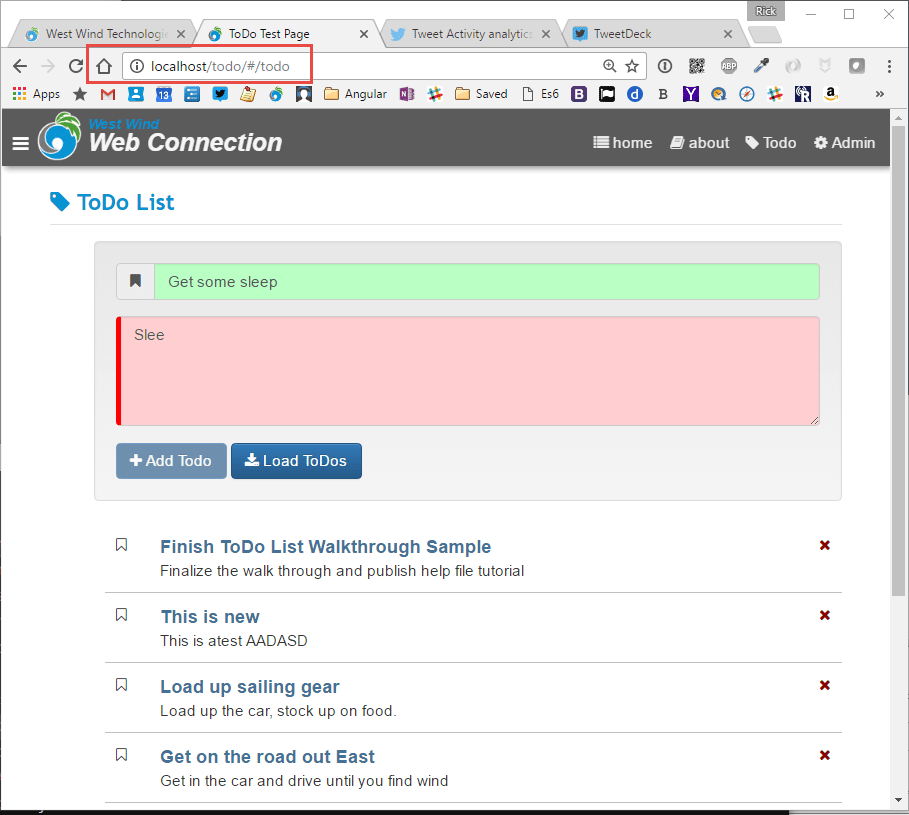 Rick
West Wind Technologie
ToDo Test Page
Tweet Activity analytics
TweetDeck
localhost/todo/#/todo
ABP
Apps
13
Angular
Saved
Es6
B
d
B
Y
R
a
»
West Wind
Web Connection
home
about
Todo
Admin
ToDo List
Get some sleep
Slee
Add Todo
Load ToDos
Finish ToDo List Walkthrough Sample
Finalize the walk through and publish help file tutorial
This is new
This is atest AADASD
Load up sailing gear
Load up the car, stock up on food.
Get on the road out East
Get in the car and drive until you find wind